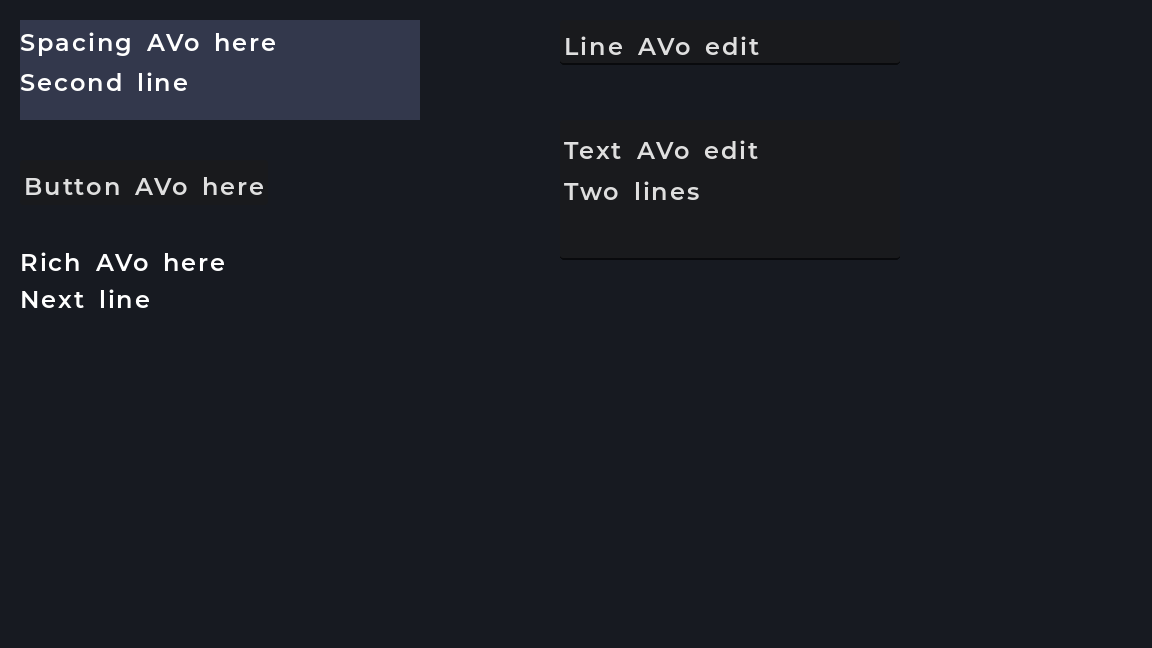 Spacing AVo here
Second line
Button AVo here
Rich AVo here
Next line
Line AVo edit
Text AVo edit
Two lines